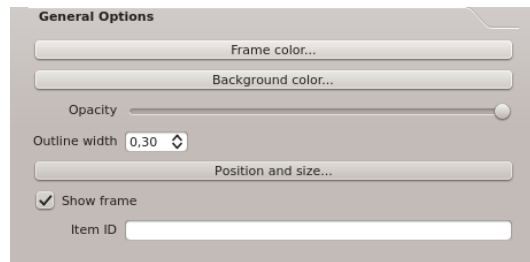 General Options
Frame color...
Background color...
Opacity
Outline width 0,30
Position and size...
Show frame
Item ID